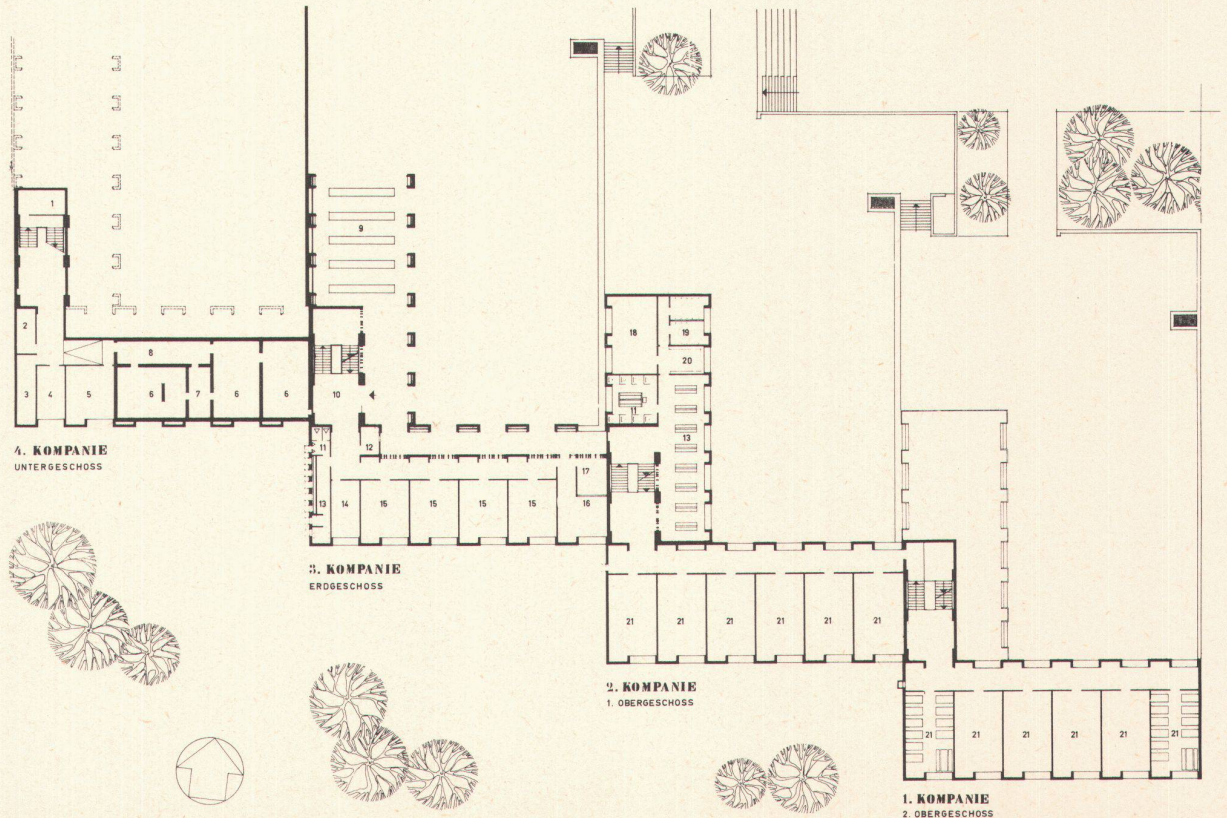 1
2
3
4
5
8
6
7
6
6
4. KOMPANIE
UNTERGESCHOSS
9
10
11
12
13
14
15
15
15
15
16
17
3. KOMPANIE
ERDGESCHOSS
18
19
20
11
13
21 21 21 21 21 21
2. KOMPANIE
1. OBERGESCHOSS
21 21 21 21 21 21
1. KOMPANIE
2. OBERGESCHOSS